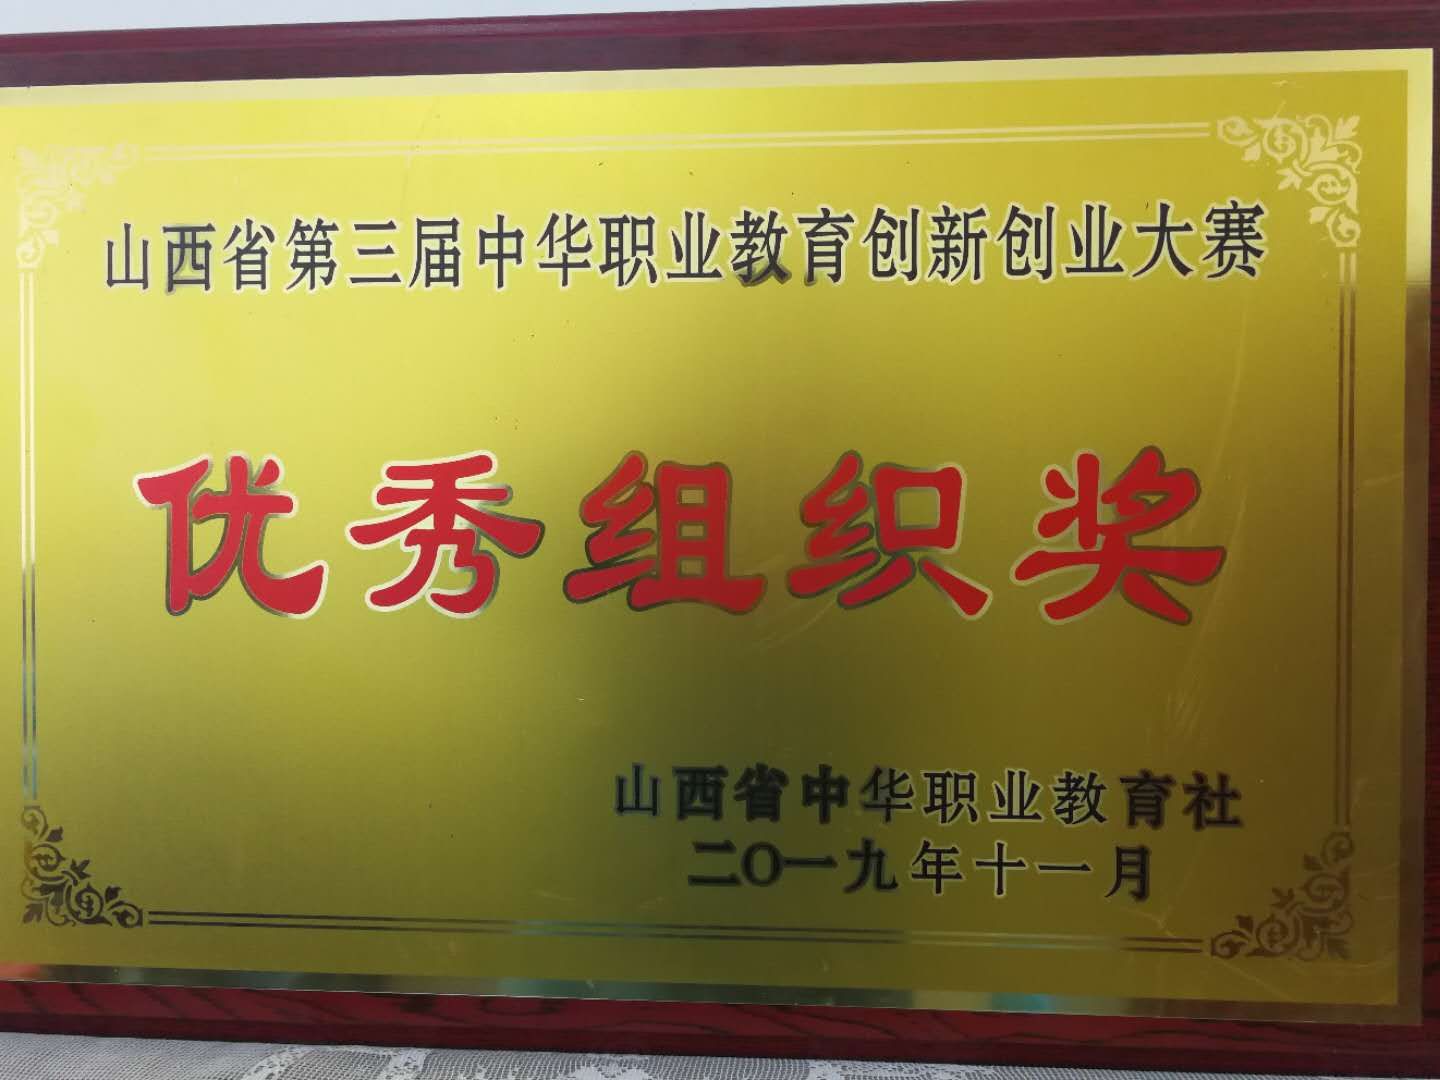 山西省第三届中华职业教育创新创业大赛
优秀组织奖
山西省中华职业教育社
二〇一九年十一月